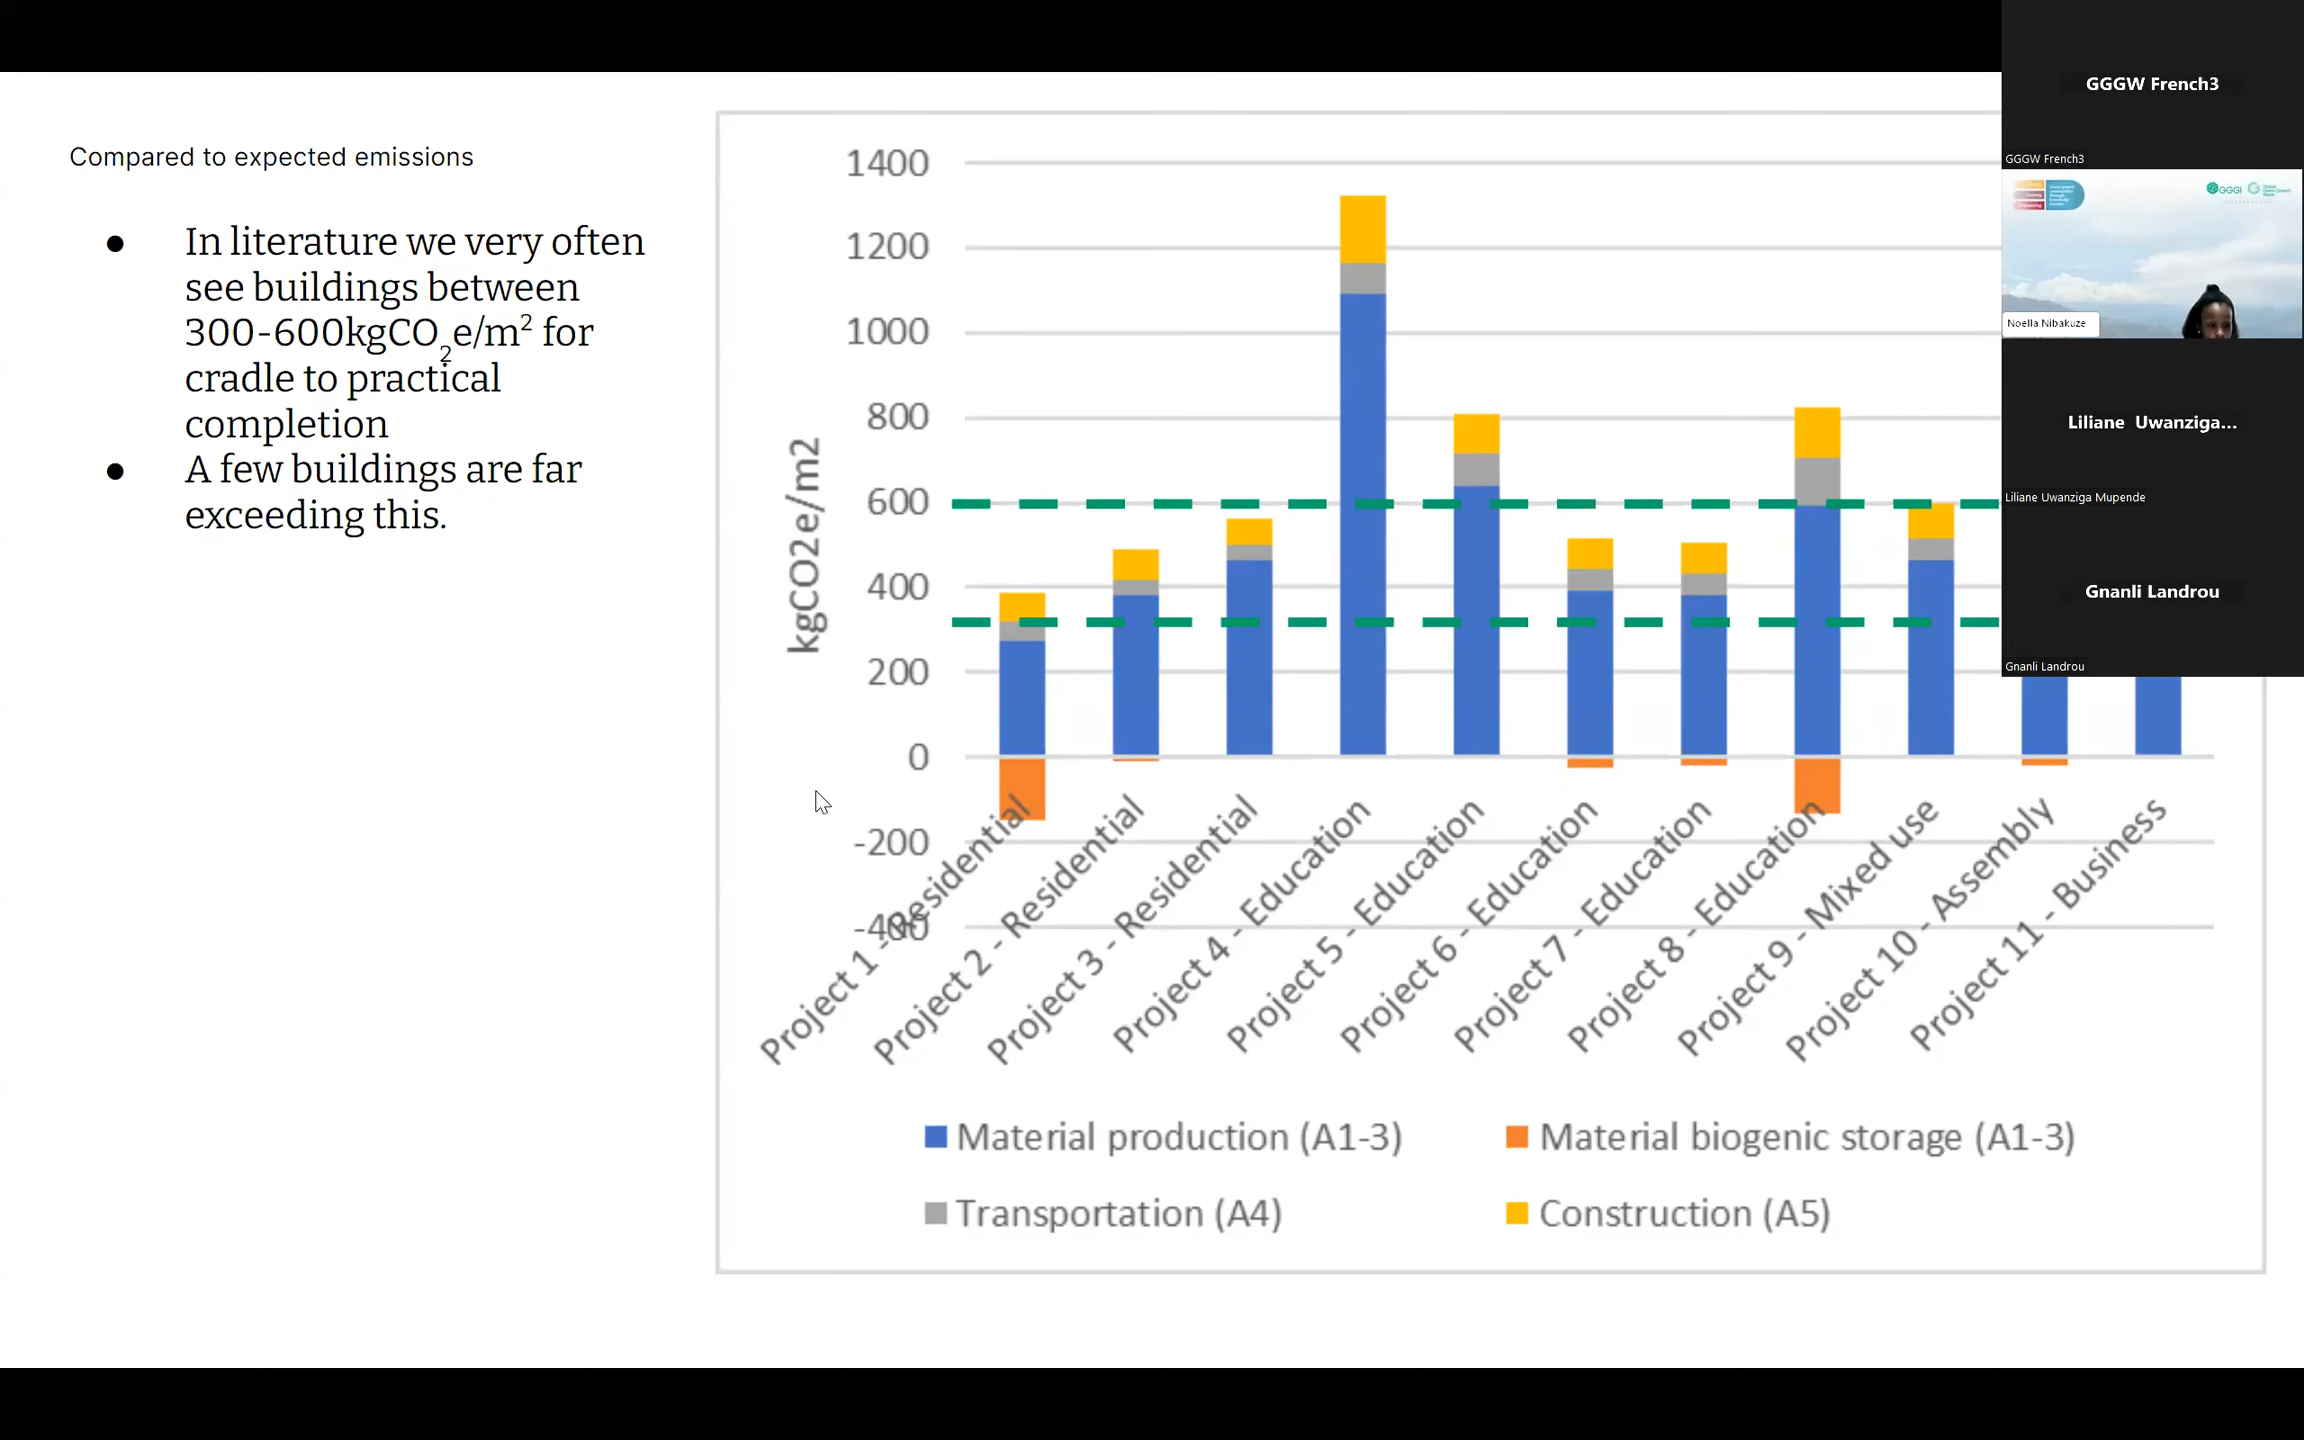 Compared to expected emissions
● In literature we very often
see buildings between
300-600kgCO2e/m2 for
cradle to practical
completion
● A few buildings are far
exceeding this.
kgCO2e/m2
1400
1200
1000
800
600
400
200
0
-200
-400
Project 1 - Residential
Project 2 - Residential
Project 3 - Residential
Project 4 - Education
Project 5 - Education
Project 6 - Education
Project 7 - Education
Project 8 - Education
Project 9 - Mixed use
Project 10 - Assembly
Project 11 - Business
Material production (A1-3)
Material biogenic storage (A1-3)
Transportation (A4)
Construction (A5)
GGGW French3
GGGW French3
GGGI
Noella Nibakuze
Liliane Uwanziga...
Liliane Uwanziga Mupende
Gnanli Landrou
Gnanli Landrou